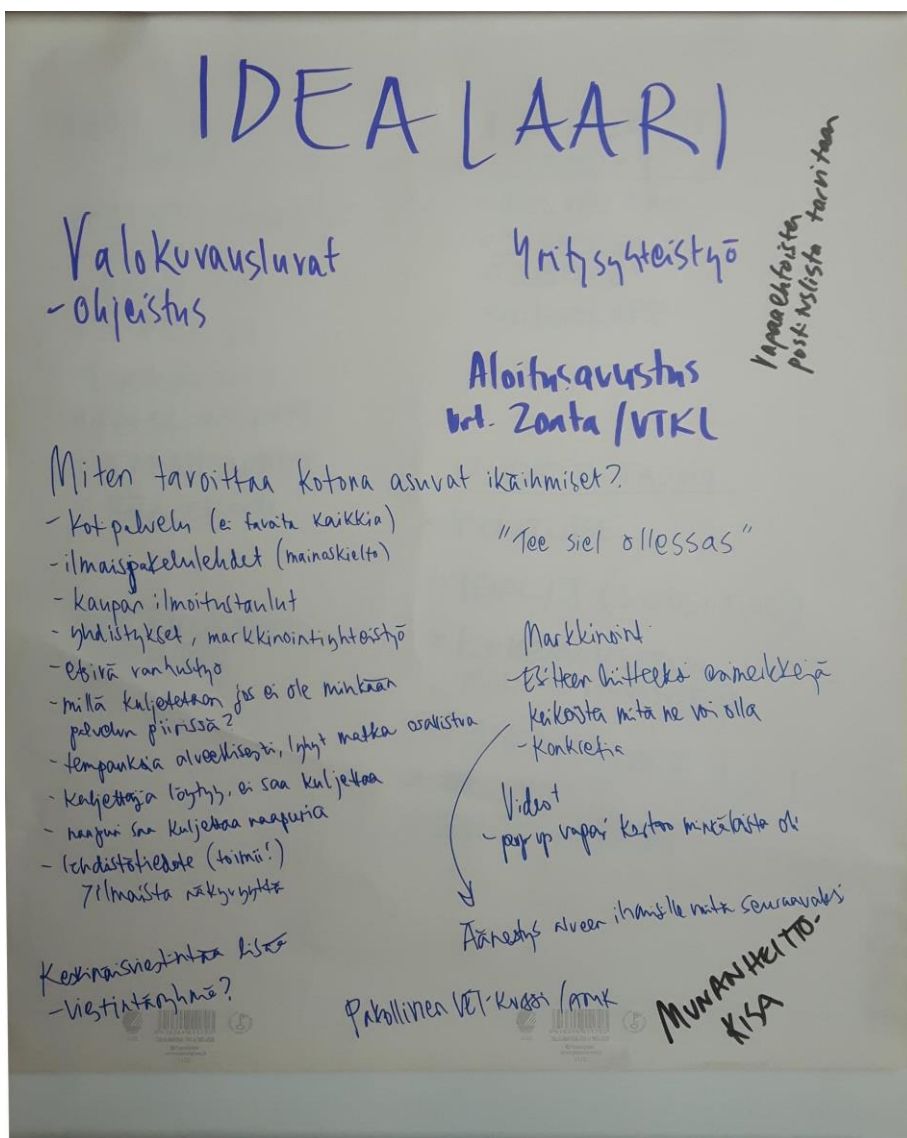 IDEALAARI
Valokuvausluvat
- Ohjeistus
Yritysyhteistyö
Vapaaehtoisten
postituslista tarvitaan
Aloitusavustus
vrt. Zonta / VTKL
Miten tavoittaa kotona asuvat ikäihmiset?
- Kotipalvelu (ei tavoita kaikkia)
- ilmaisjakelulehdet (mainoskielto)
- kaupan ilmoitustaulut
- yhdistykset, markkinointiyhteistyö
- etsivä vanhustyö
- millä kuljetetaan jos ei ole minkään
palvelun piirissä?
- tempauksia alueellisesti, lyhyt matka osallistua
- Kuljettaja löytyy, ei saa kuljettaa
- naapuri saa kuljettaa naapuria
- lehdistötiedote (toimii!)
ilmaista näkyvyyttä
Keskinäisviestintää lisää
- viestintäryhmä?
"Tee siel ollessas"
Markkinointi
- Esitteen liitteeksi esimerkkejä
keikoista mitä ne voi olla
- Konkretia
Videot
- pop up vapari kertoo minkälaista oli
Äänestys alueen ihmisille mitä seuraavaksi
Pakollinen VET-kurssi / AMK
MUNANHEITTO-
KISA